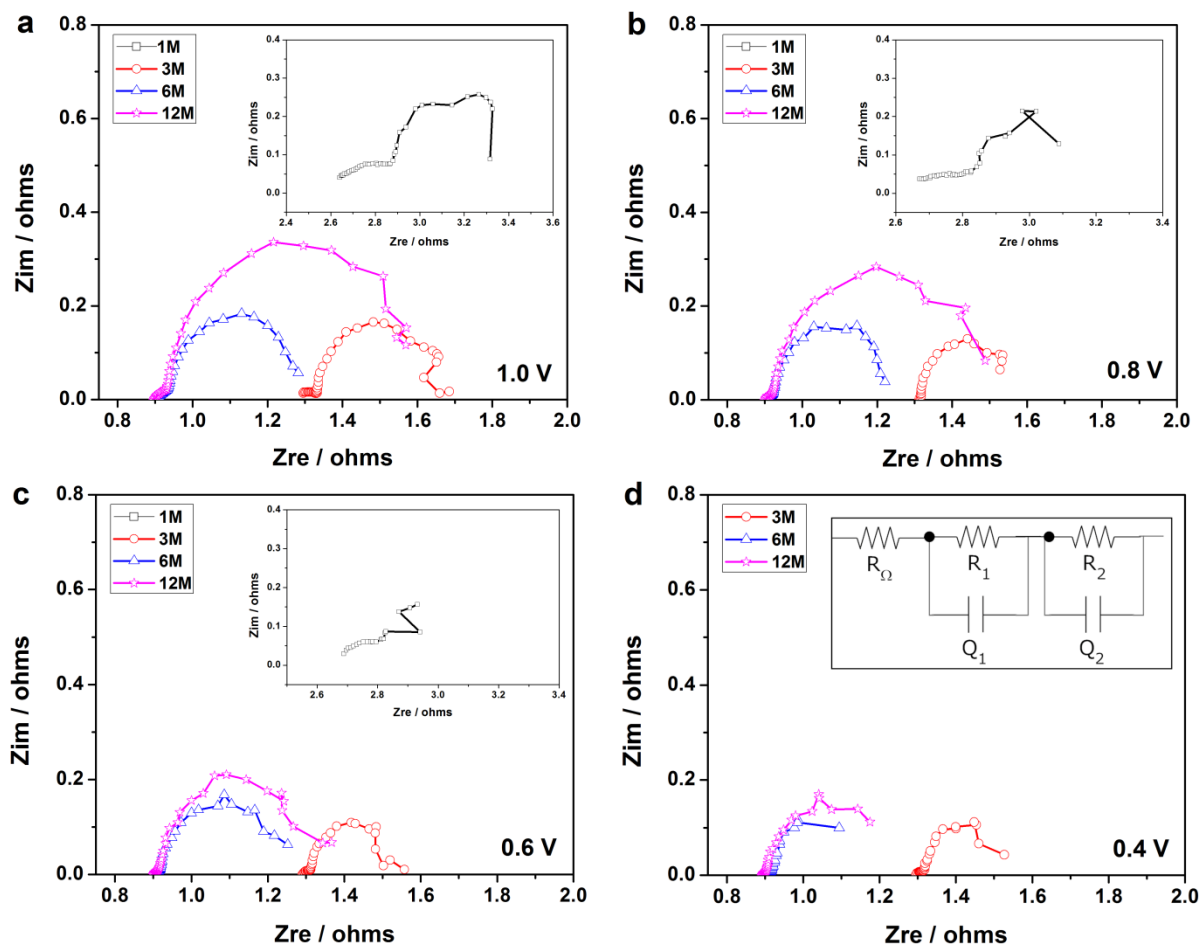 a
Zim / ohms
0.8
0.6
0.4
0.2
0.0
1M
3M
6M
12M
Zim / ohms
0.4
0.3
0.2
0.1
0.0
2.4 2.6 2.8 3.0 3.2 3.4 3.6
Zre / ohms
1.0 V
0.8 1.0 1.2 1.4 1.6 1.8 2.0
Zre / ohms
b
Zim / ohms
0.8
0.6
0.4
0.2
0.0
1M
3M
6M
12M
Zim / ohms
0.4
0.3
0.2
0.1
0.0
2.6 2.8 3.0 3.2 3.4
Zre / ohms
0.8 V
0.8 1.0 1.2 1.4 1.6 1.8 2.0
Zre / ohms
c
Zim / ohms
0.8
0.6
0.4
0.2
0.0
1M
3M
6M
12M
Zim / ohms
0.4
0.3
0.2
0.1
0.0
2.6 2.8 3.0 3.2 3.4
Zre / ohms
0.6 V
0.8 1.0 1.2 1.4 1.6 1.8 2.0
Zre / ohms
d
Zim / ohms
0.8
0.6
0.4
0.2
0.0
3M
6M
12M
RΩ R1 R2
Q1 Q2
0.4 V
0.8 1.0 1.2 1.4 1.6 1.8 2.0
Zre / ohms